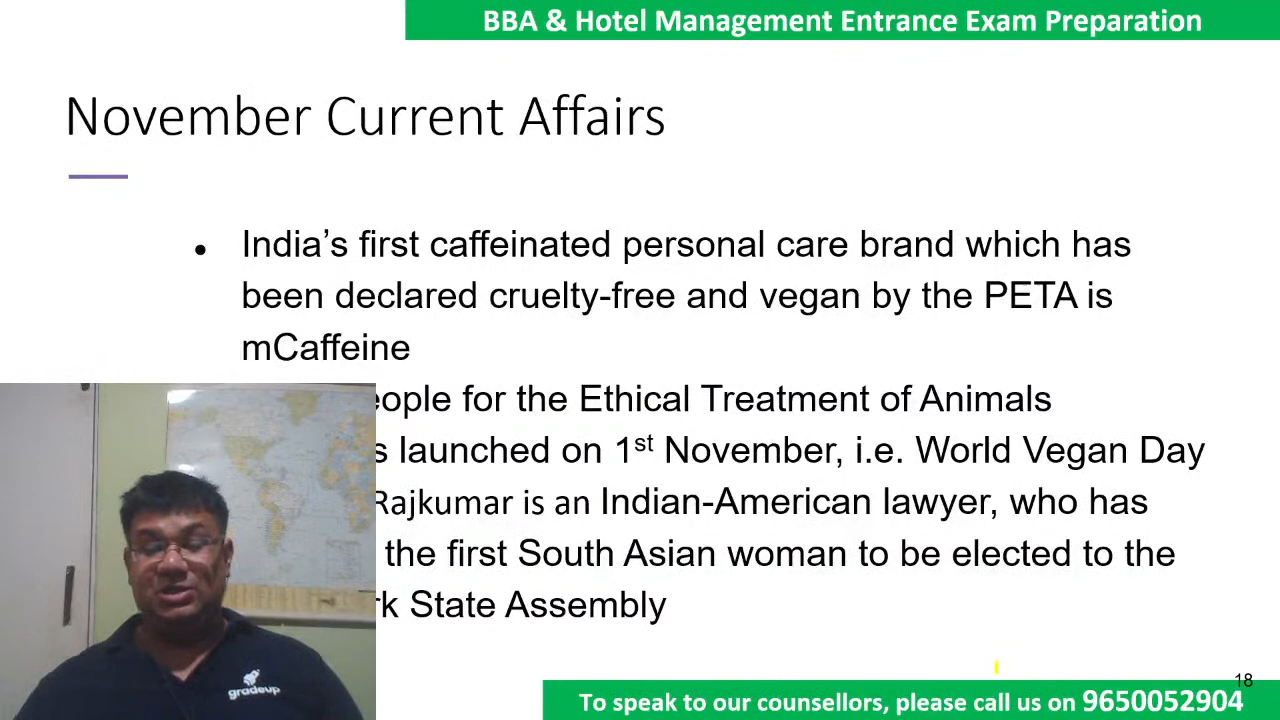 BBA & Hotel Management Entrance Exam Preparation
November Current Affairs
• India’s first caffeinated personal care brand which has
been declared cruelty-free and vegan by the PETA is
mCaffeine
eople for the Ethical Treatment of Animals
s launched on 1st November, i.e. World Vegan Day
Rajkumar is an Indian-American lawyer, who has
the first South Asian woman to be elected to the
rk State Assembly
gradeup
18
To speak to our counsellors, please call us on 9650052904